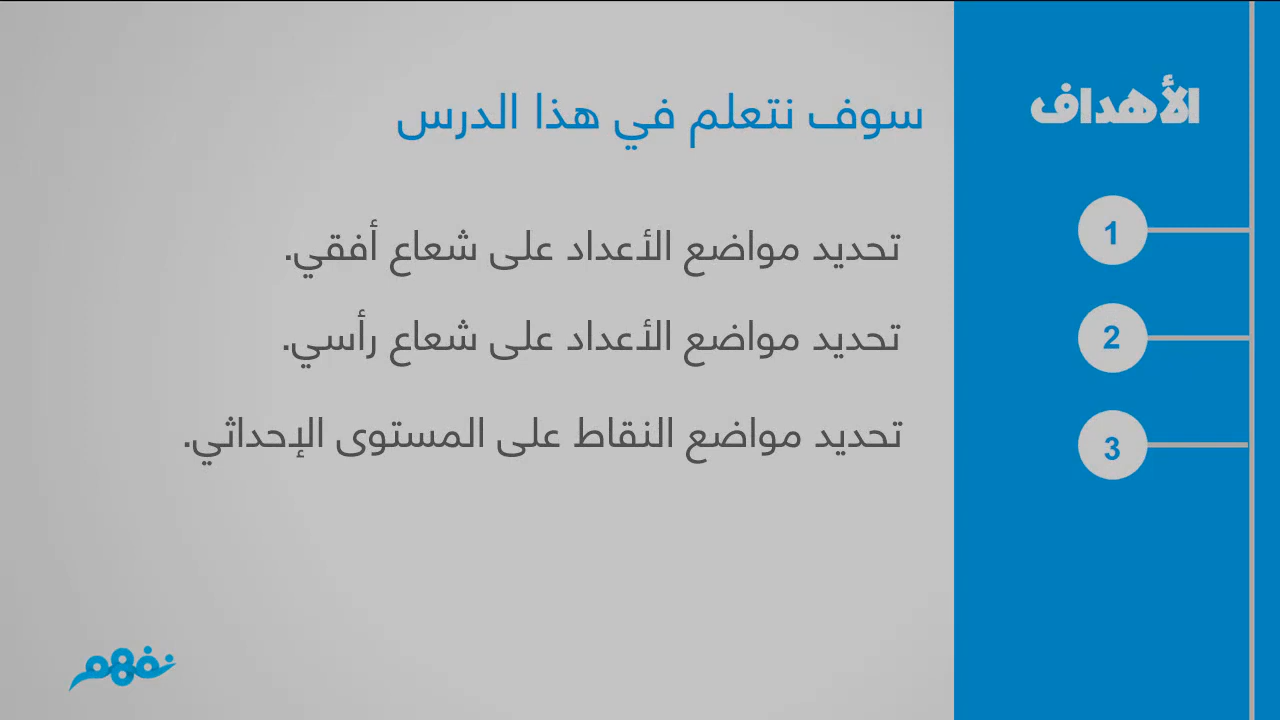 الأهداف
سوف نتعلم في هذا الدرس
1
تحديد مواضع الأعداد على شعاع أفقي.
2
تحديد مواضع الأعداد على شعاع رأسي.
3
تحديد مواضع النقاط على المستوى الإحداثي.
نفهم